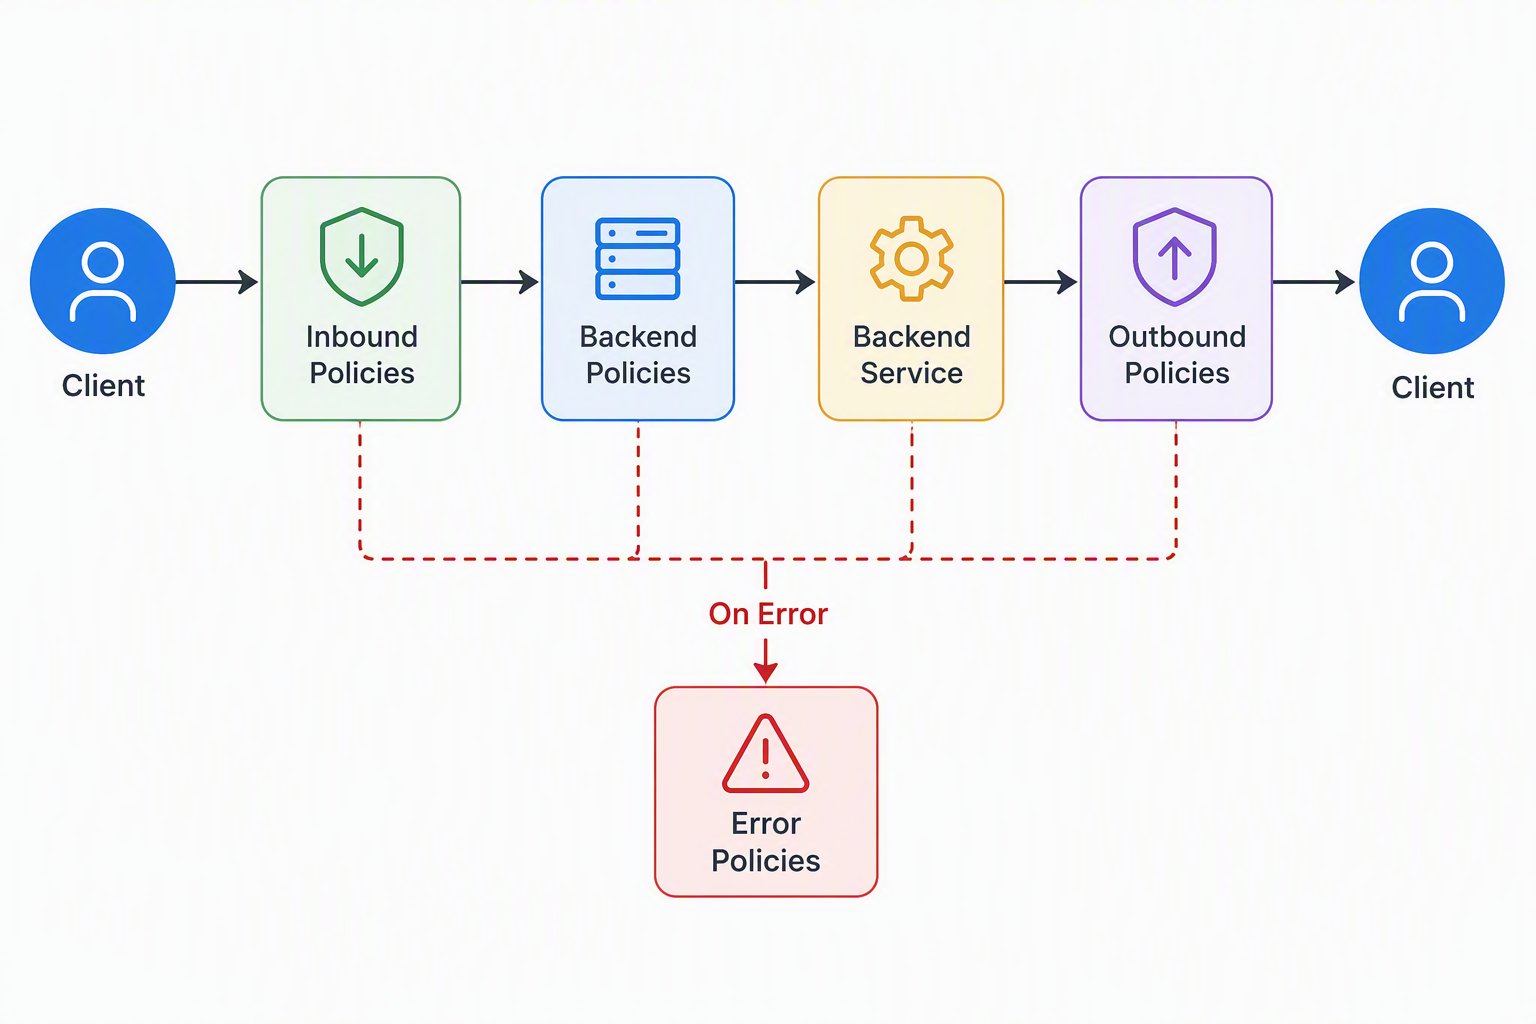 Client
Inbound
Policies
Backend
Policies
Backend
Service
Outbound
Policies
Client
On Error
Error
Policies